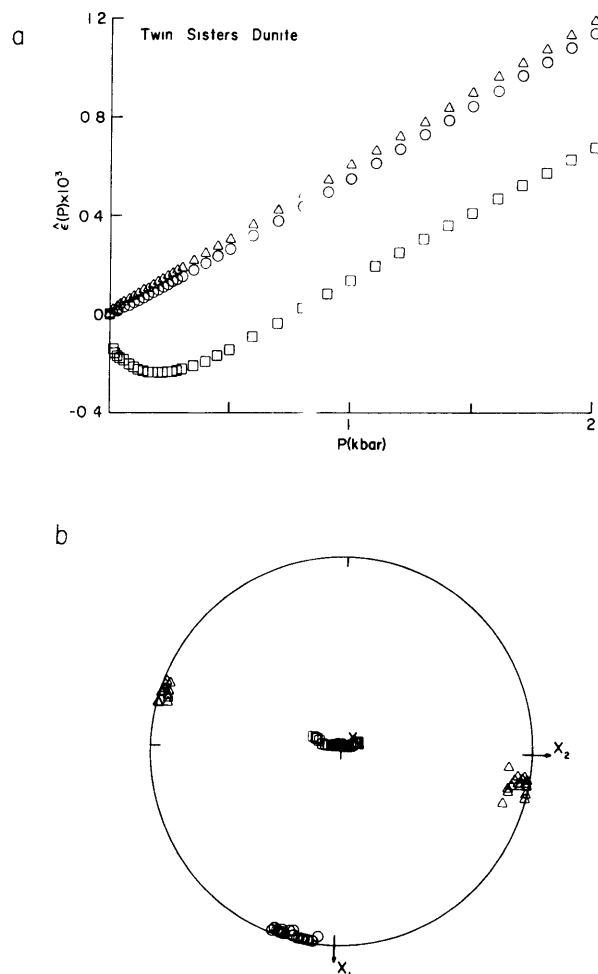 a
Twin Sisters Dunite
1.2
0.8
0.4
0
-0.4
ε̂(P)×10³
1
2
P(kbar)
b
X
X₂
X₁